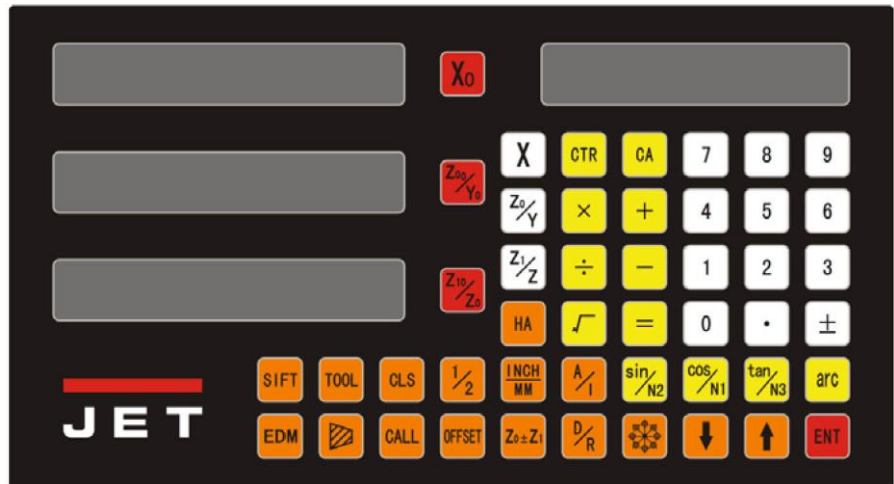 X0
Z00/Y0
X CTR CA 7 8 9
Z0/Y × + 4 5 6
Z1/Z ÷ − 1 2 3
Z10/Z0
HA √ = 0 · ±
SIFT TOOL CLS 1/2 INCH/MM A/I sin/N2 cos/N1 tan/N3 arc
JET
EDM CALL OFFSET Z0±Z1 D/R ⬇ ⬆ ENT